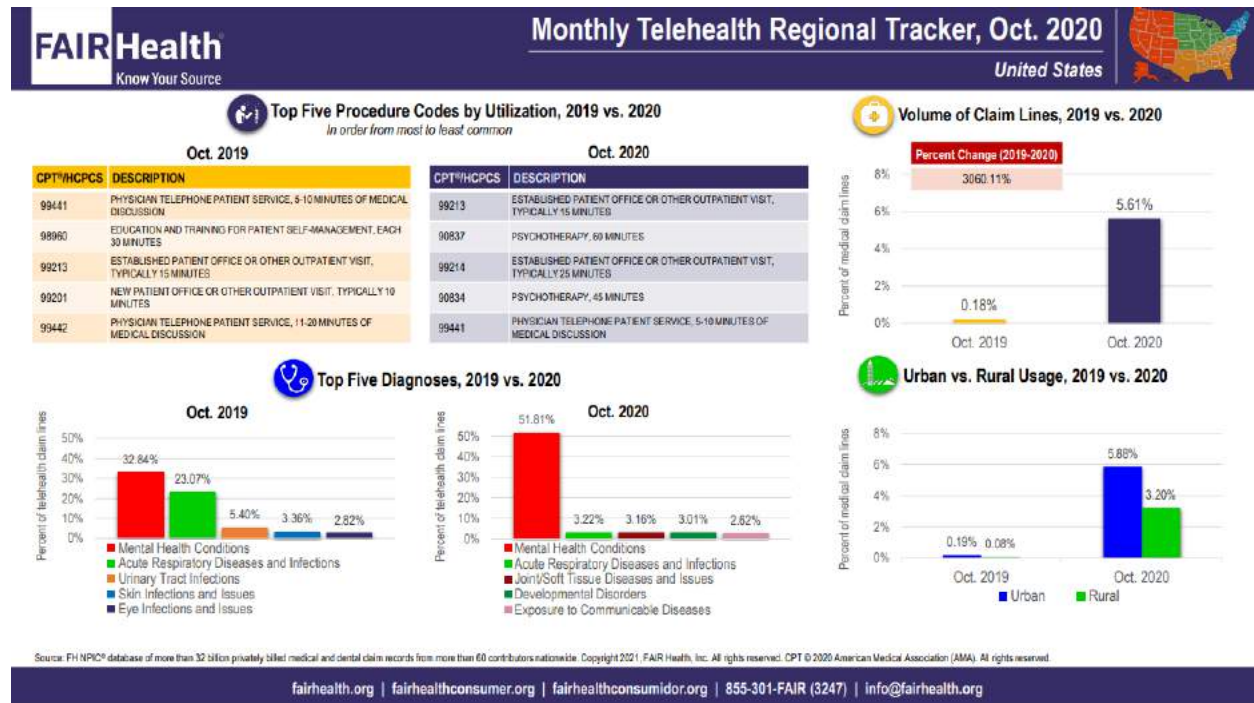 FAIR Health
Know Your Source
Monthly Telehealth Regional Tracker, Oct. 2020
United States
Top Five Procedure Codes by Utilization, 2019 vs. 2020
In order from most to least common
Oct. 2019
CPT®/HCPCS DESCRIPTION
99441 PHYSICIAN TELEPHONE PATIENT SERVICE, 5-10 MINUTES OF MEDICAL
DISCUSSION
98960 EDUCATION AND TRAINING FOR PATIENT SELF-MANAGEMENT, EACH
30 MINUTES
99213 ESTABLISHED PATIENT OFFICE OR OTHER OUTPATIENT VISIT,
TYPICALLY 15 MINUTES
99201 NEW PATIENT OFFICE OR OTHER OUTPATIENT VISIT, TYPICALLY 10
MINUTES
99442 PHYSICIAN TELEPHONE PATIENT SERVICE, 11-20 MINUTES OF
MEDICAL DISCUSSION
Oct. 2020
CPT®/HCPCS DESCRIPTION
99213 ESTABLISHED PATIENT OFFICE OR OTHER OUTPATIENT VISIT,
TYPICALLY 15 MINUTES
90837 PSYCHOTHERAPY, 60 MINUTES
99214 ESTABLISHED PATIENT OFFICE OR OTHER OUTPATIENT VISIT,
TYPICALLY 25 MINUTES
90834 PSYCHOTHERAPY, 45 MINUTES
99441 PHYSICIAN TELEPHONE PATIENT SERVICE, 5-10 MINUTES OF
MEDICAL DISCUSSION
Volume of Claim Lines, 2019 vs. 2020
Percent Change (2019-2020)
3060.11%
Percent of medical claim lines
8%
6%
4%
2%
0%
0.18%
5.61%
Oct. 2019 Oct. 2020
Top Five Diagnoses, 2019 vs. 2020
Oct. 2019
Percent of telehealth claim lines
50%
40%
30%
20%
10%
0%
32.84%
23.07%
5.40%
3.36%
2.82%
Mental Health Conditions
Acute Respiratory Diseases and Infections
Urinary Tract Infections
Skin Infections and Issues
Eye Infections and Issues
Oct. 2020
Percent of telehealth claim lines
50%
40%
30%
20%
10%
0%
51.81%
3.22%
3.16%
3.01%
2.62%
Mental Health Conditions
Acute Respiratory Diseases and Infections
Joint/Soft Tissue Diseases and Issues
Developmental Disorders
Exposure to Communicable Diseases
Urban vs. Rural Usage, 2019 vs. 2020
Percent of medical claim lines
8%
6%
4%
2%
0%
0.19% 0.08%
5.88%
3.20%
Oct. 2019 Oct. 2020
Urban Rural
Source: FH NPIC® database of more than 32 billion privately billed medical and dental claim records from more than 60 contributors nationwide. Copyright 2021, FAIR Health, Inc. All rights reserved. CPT © 2020 American Medical Association (AMA). All rights reserved.
fairhealth.org | fairhealthconsumer.org | fairhealthconsumidor.org | 855-301-FAIR (3247) | info@fairhealth.org